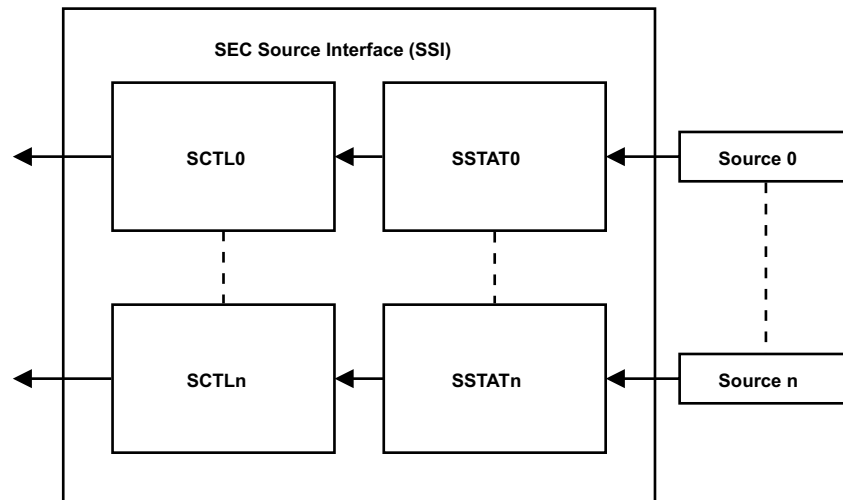 SEC Source Interface (SSI)
SCTL0
SSTAT0
Source 0
SCTLn
SSTATn
Source n